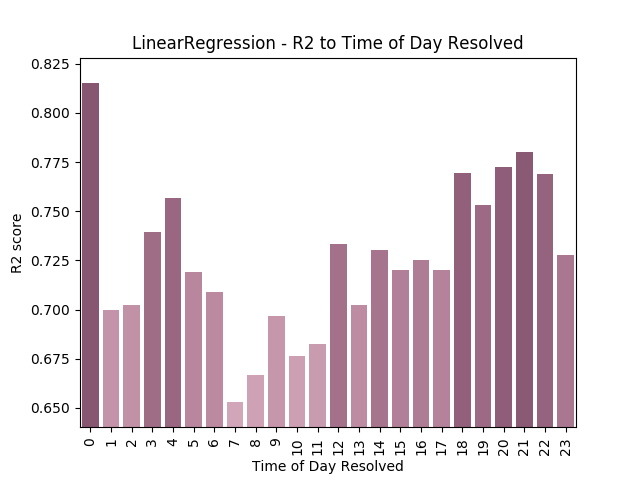 LinearRegression - R2 to Time of Day Resolved
0.825
0.800
0.775
0.750
0.725
0.700
0.675
0.650
R2 score
0 1 2 3 4 5 6 7 8 9 10 11 12 13 14 15 16 17 18 19 20 21 22 23
Time of Day Resolved